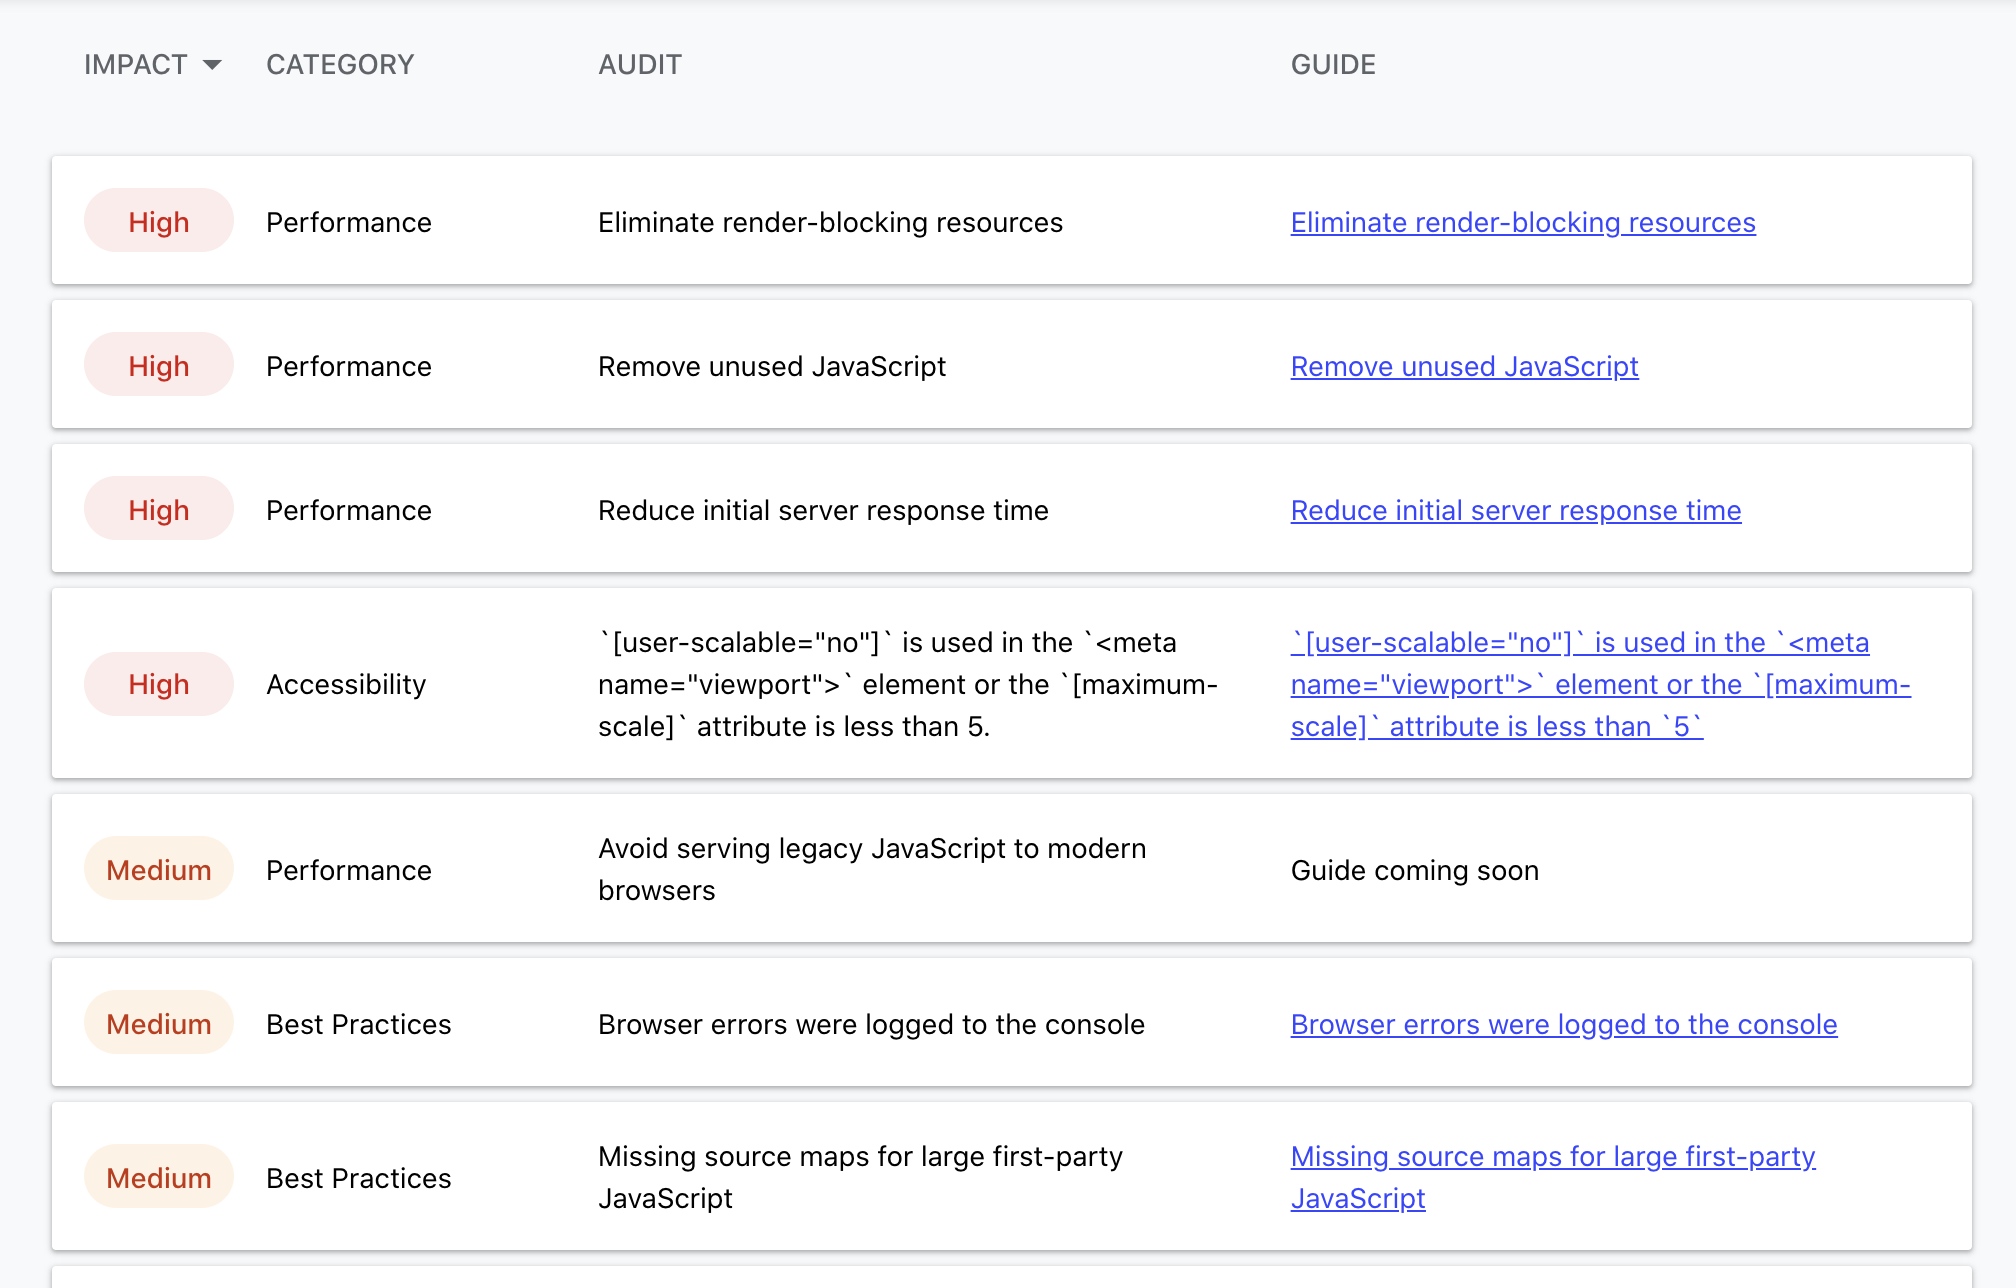 IMPACT CATEGORY AUDIT GUIDE
High Performance Eliminate render-blocking resources Eliminate render-blocking resources
High Performance Remove unused JavaScript Remove unused JavaScript
High Performance Reduce initial server response time Reduce initial server response time
High Accessibility
`[user-scalable="no"]` is used in the `<meta
name="viewport">` element or the `[maximum-
scale]` attribute is less than 5.
`[user-scalable="no"]` is used in the `<meta
name="viewport">` element or the `[maximum-
scale]` attribute is less than `5`
Medium Performance
Avoid serving legacy JavaScript to modern
browsers
Guide coming soon
Medium Best Practices Browser errors were logged to the console Browser errors were logged to the console
Medium Best Practices
Missing source maps for large first-party
JavaScript
Missing source maps for large first-party
JavaScript